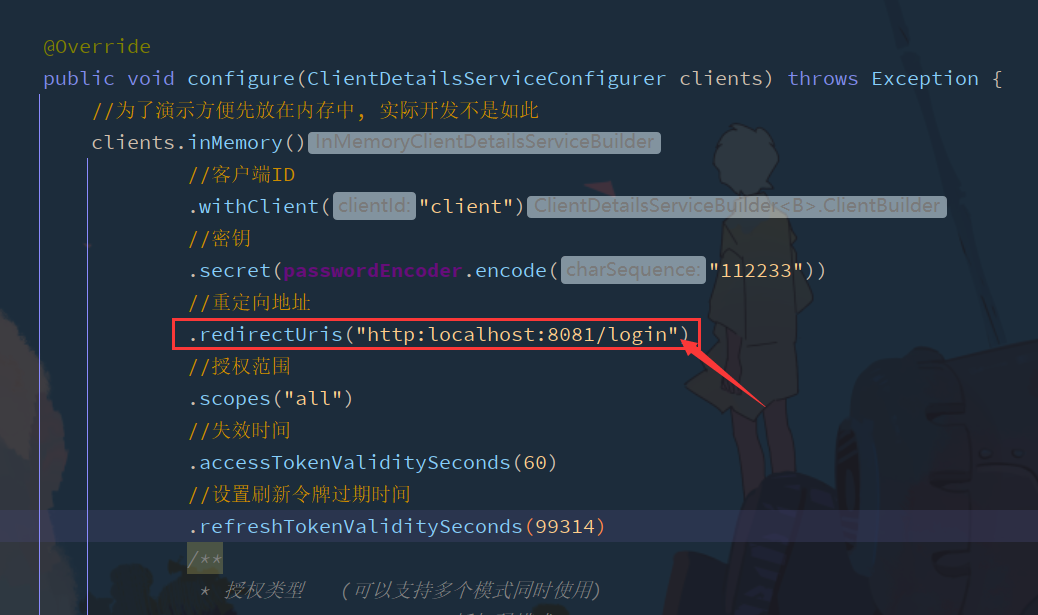 @Override
public void configure(ClientDetailsServiceConfigurer clients) throws Exception {
//为了演示方便先放在内存中, 实际开发不是如此
clients.inMemory() InMemoryClientDetailsServiceBuilder
//客户端ID
.withClient( clientId: "client") ClientDetailsServiceBuilder<B>.ClientBuilder
//密钥
.secret(passwordEncoder.encode( charSequence: "112233"))
//重定向地址
.redirectUris("http:localhost:8081/login")
//授权范围
.scopes("all")
//失效时间
.accessTokenValiditySeconds(60)
//设置刷新令牌过期时间
.refreshTokenValiditySeconds(99314)
/**
* 授权类型 (可以支持多个模式同时使用)